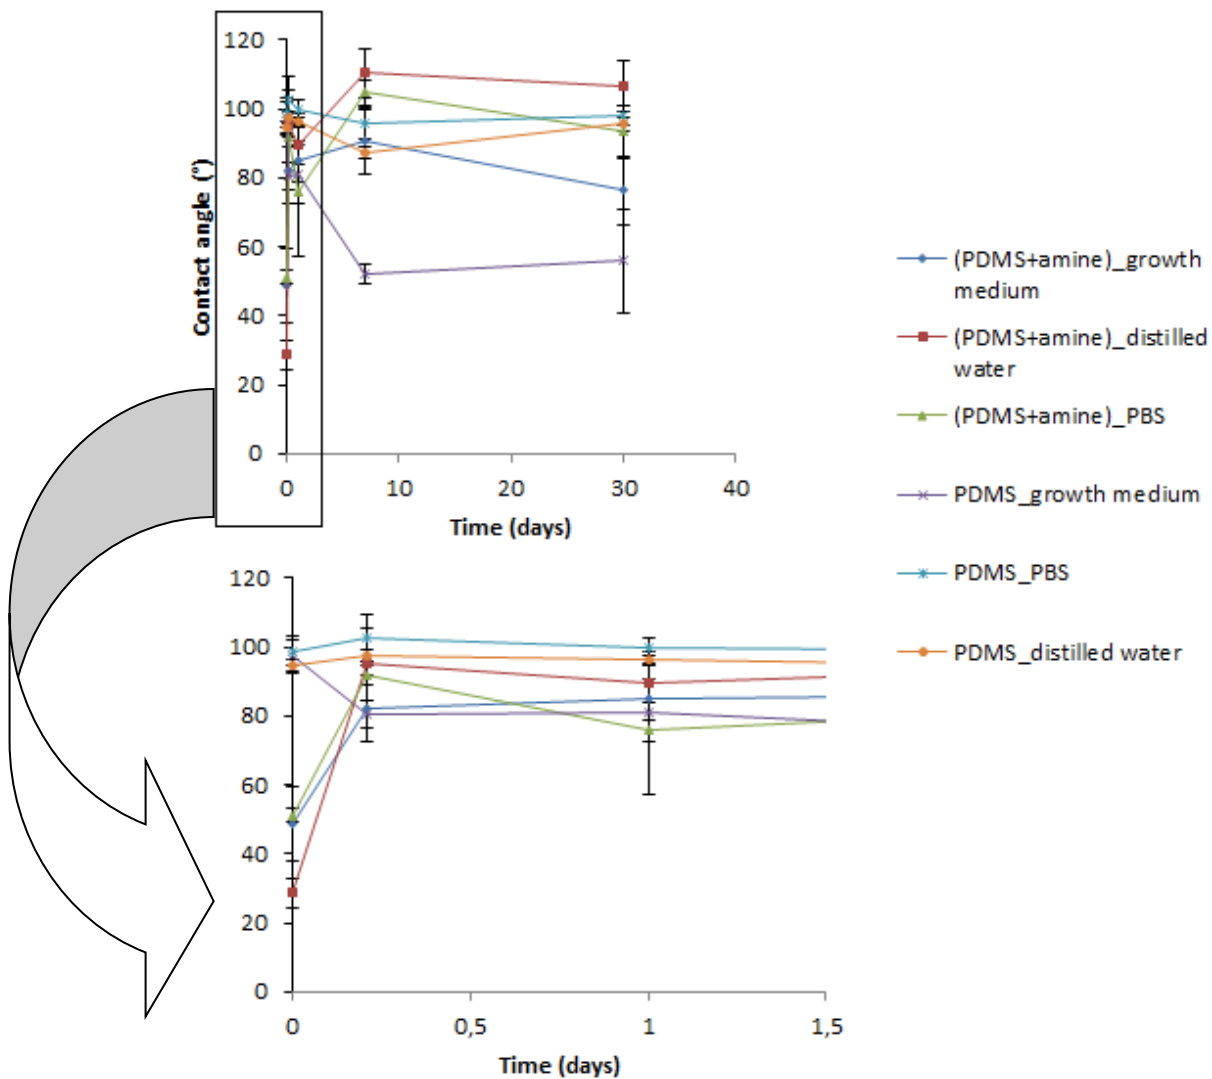 120
100
80
60
40
20
0
Contact angle (°)
0 10 20 30 40
Time (days)
(PDMS+amine)_growth
medium
(PDMS+amine)_distilled
water
(PDMS+amine)_PBS
PDMS_growth medium
PDMS_PBS
PDMS_distilled water
120
100
80
60
40
20
0
0 0,5 1 1,5
Time (days)